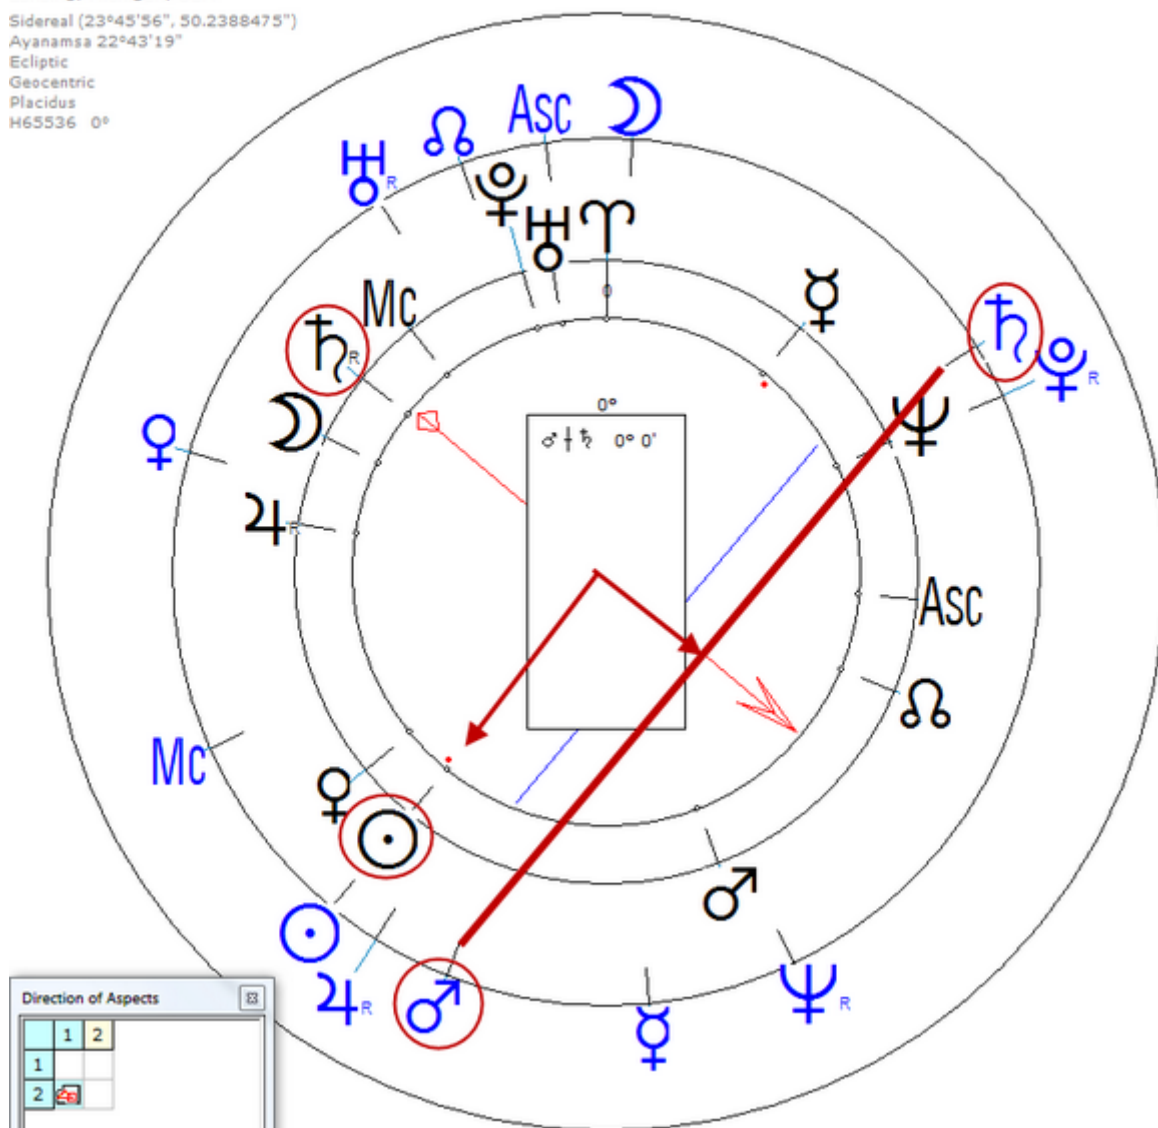 Sidereal (23°45'56", 50.2388475")
Ayanamsa 22°43'19"
Ecliptic
Geocentric
Placidus
H65536 0°
Asc
☽
☊
♅ R
♇
♅
♈
0
Mc
☿
♄
♄ R
♇ R
☽
♆
♀
0°
♂ ┼ ♄ 0° 0'
♃ R
Asc
☊
Mc
♀
☉
♂
☉
♃ R
♂
☿
♆ R
Direction of Aspects
1 2
1
2